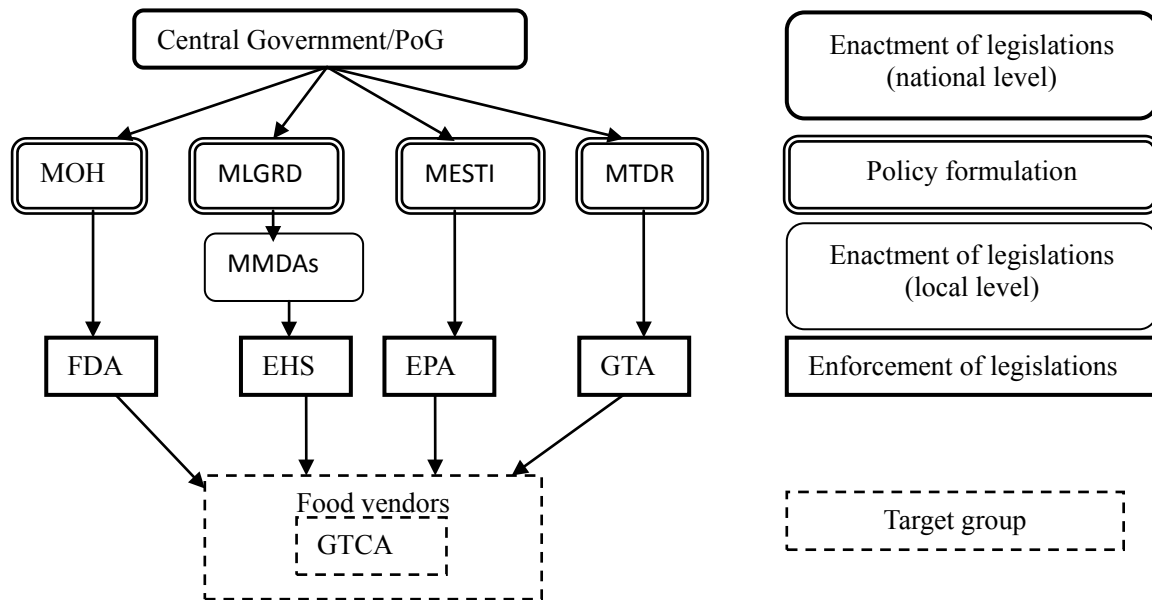 Central Government/PoG
Enactment of legislations
(national level)
MOH
MLGRD
MESTI
MTDR
Policy formulation
MMDAs
Enactment of legislations
(local level)
FDA
EHS
EPA
GTA
Enforcement of legislations
Food vendors
GTCA
Target group